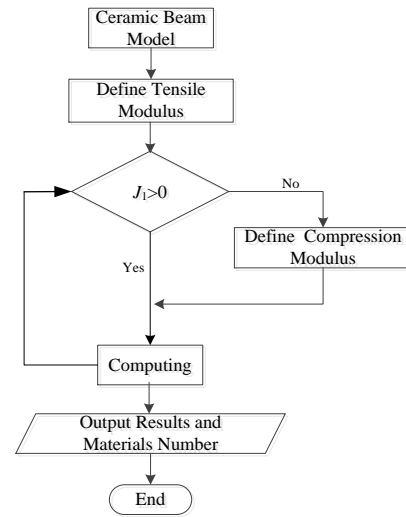 Ceramic Beam
Model
Define Tensile
Modulus
J1>0
No
Define Compression
Modulus
Yes
Computing
Output Results and
Materials Number
End